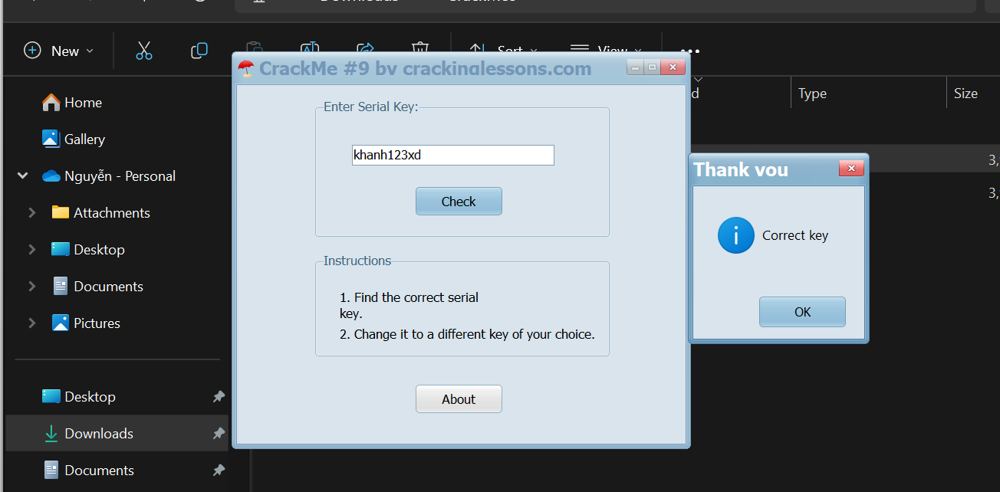 New
Sort
View
d
Type
Size
Home
Gallery
Nguyễn - Personal
Attachments
Desktop
Documents
Pictures
Desktop
Downloads
Documents
CrackMe #9 by crackinglessons.com
Enter Serial Key:
khanh123xd
Check
Instructions
1. Find the correct serial
key.
2. Change it to a different key of your choice.
About
3,
3,
Thank you
Correct key
OK